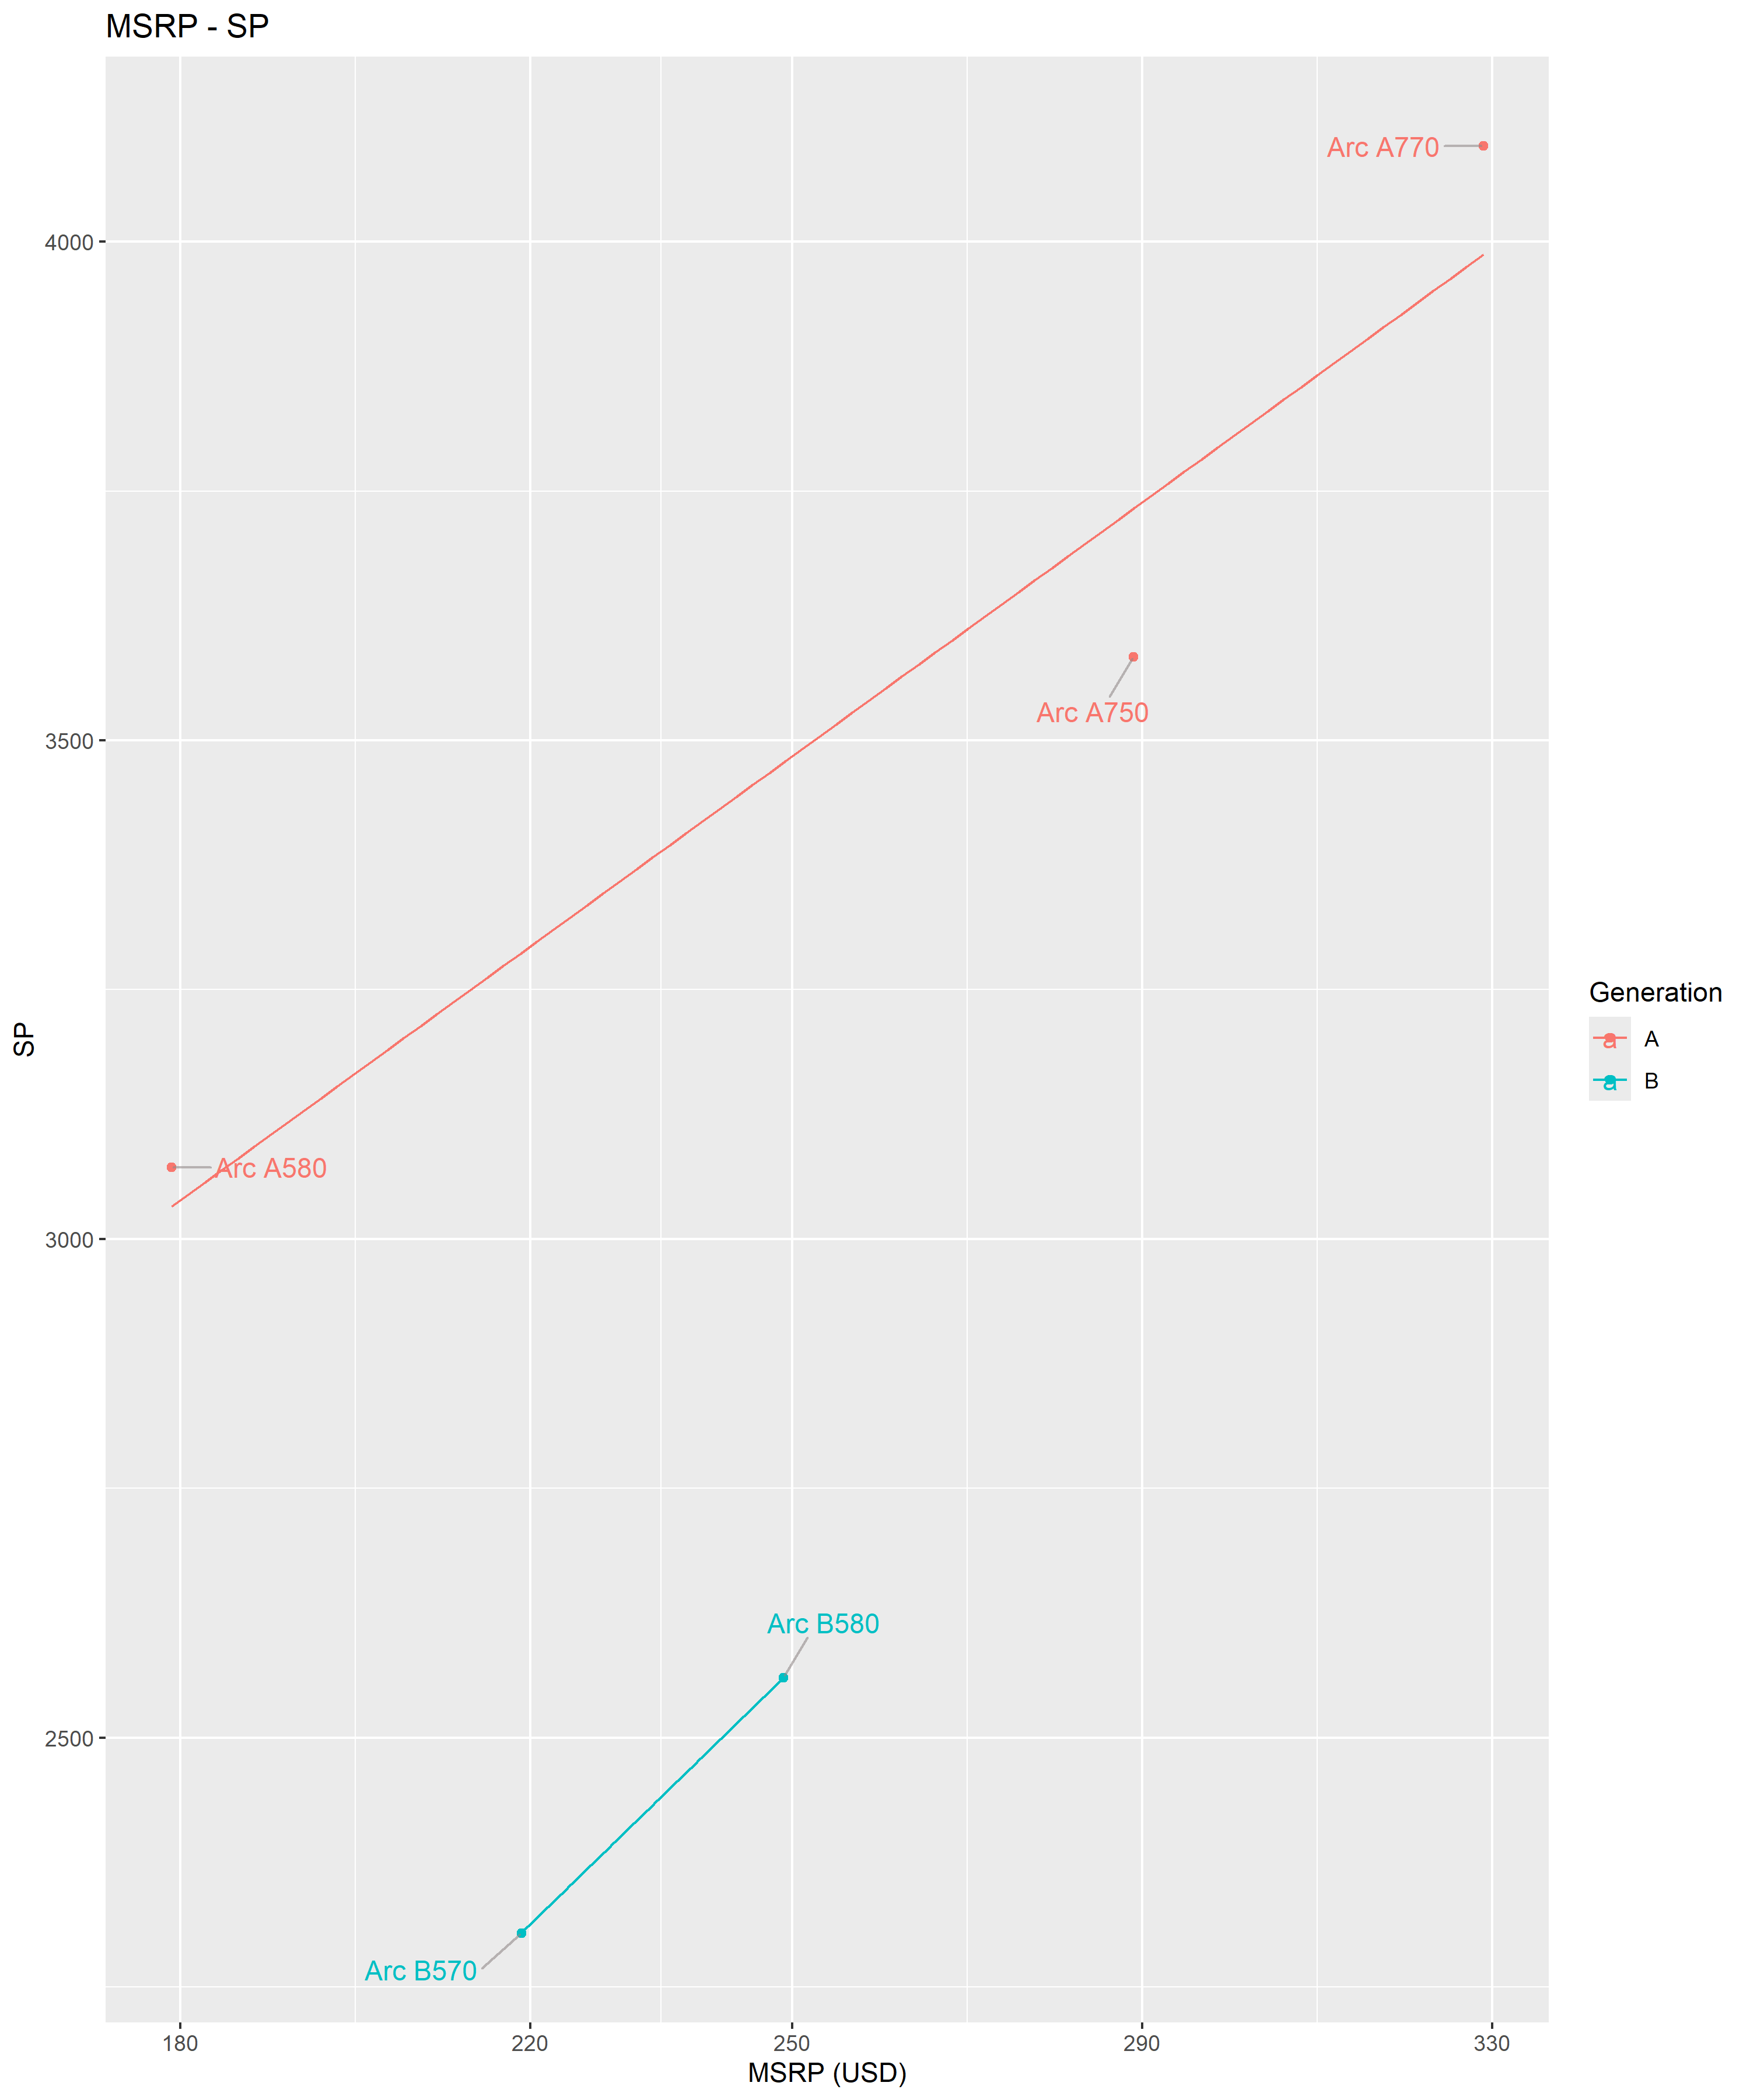 MSRP - SP
Arc A770
4000
Arc A750
3500
SP
Generation
a A
a B
Arc A580
3000
Arc B580
2500
Arc B570
180 220 250 290 330
MSRP (USD)